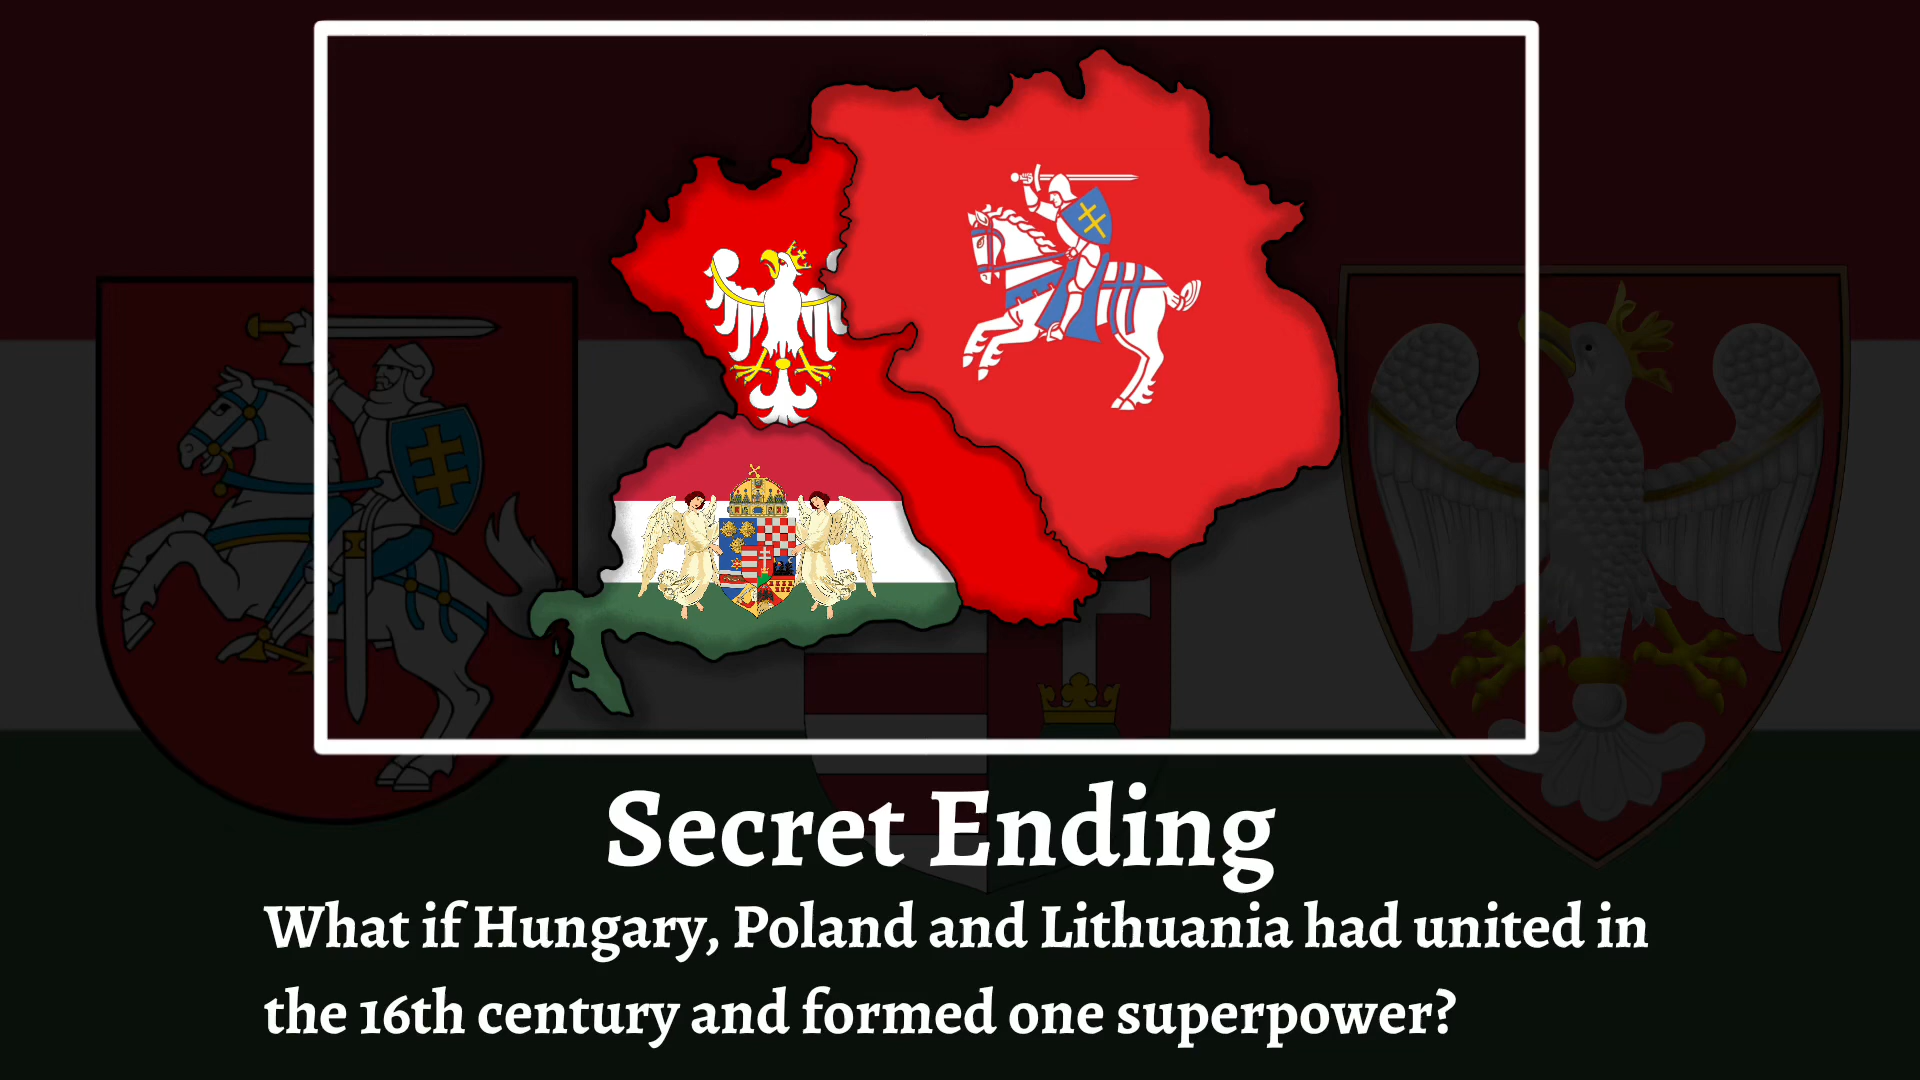 Secret Ending
What if Hungary, Poland and Lithuania had united in
the 16th century and formed one superpower?